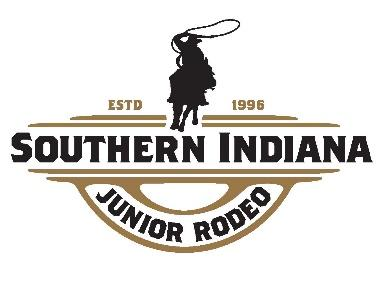 ESTD 1996
SOUTHERN INDIANA
JUNIOR RODEO